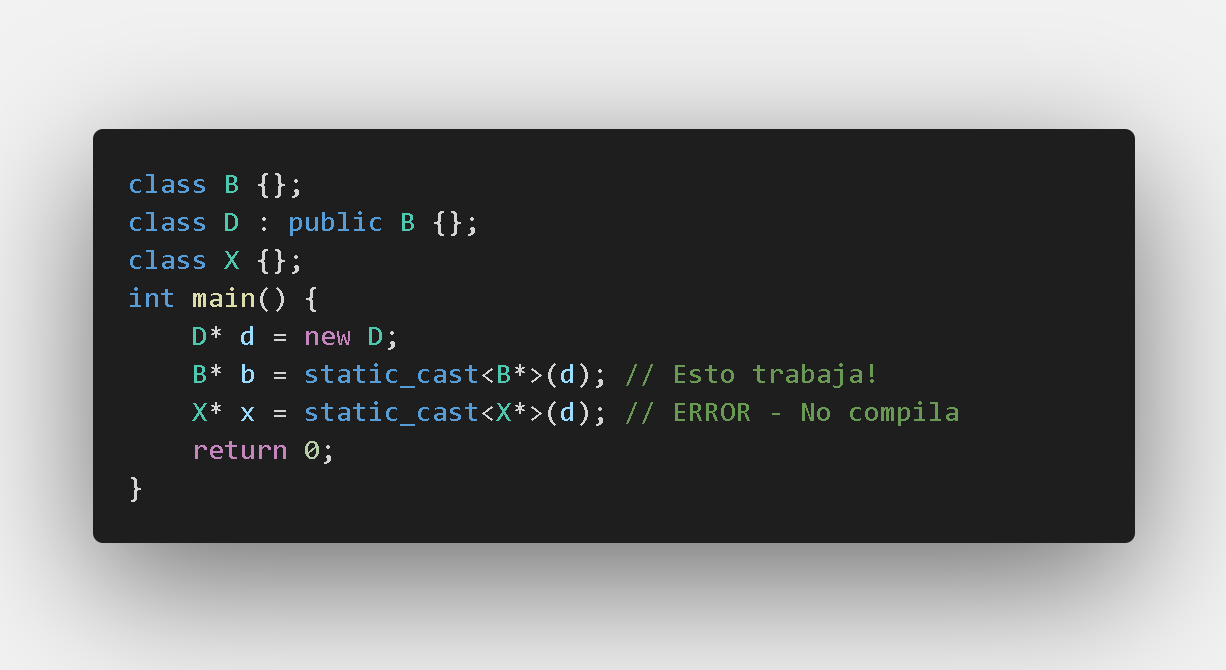 class B {};
class D : public B {};
class X {};
int main() {
    D* d = new D;
    B* b = static_cast<B*>(d); // Esto trabaja!
    X* x = static_cast<X*>(d); // ERROR - No compila
    return 0;
}